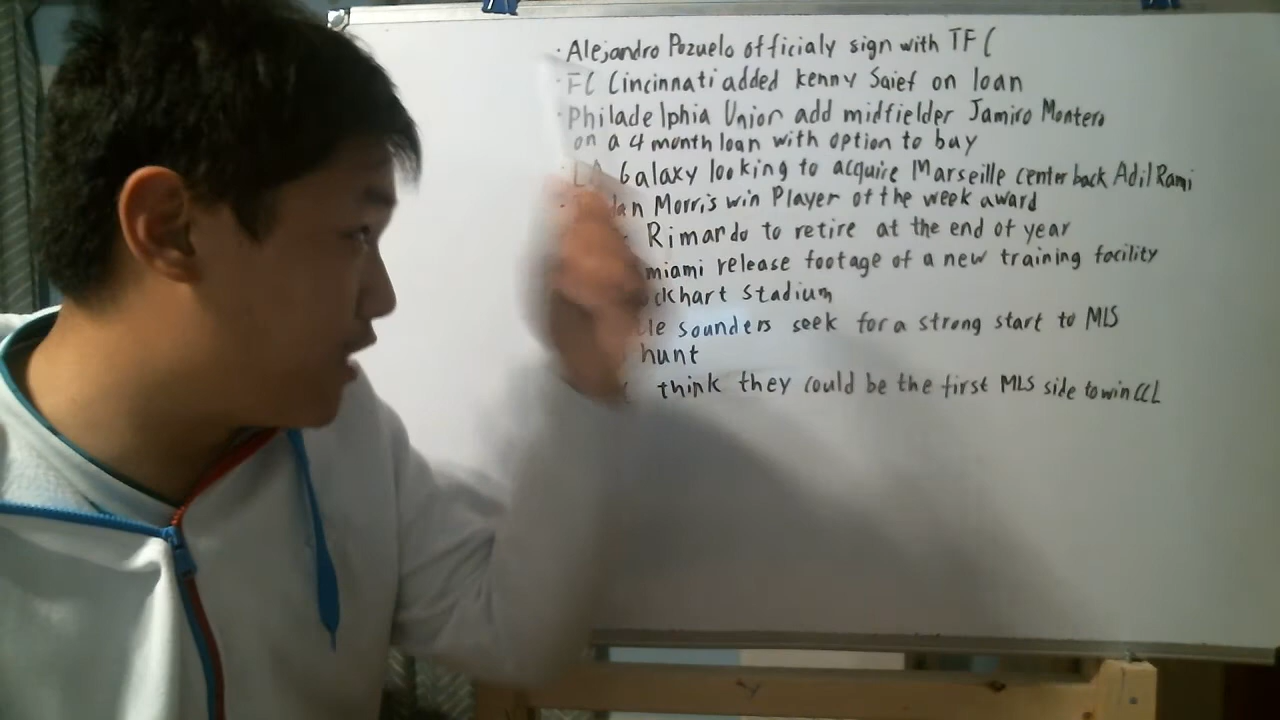 · Alejandro Pozuelo officialy sign with TFC
· FC Cincinnati added kenny Saief on loan
· Philadelphia Union add midfielder Jamiro Montero
on a 4 month loan with option to buy
LA Galaxy looking to acquire Marseille center back Adil Rami
Morris win Player of the week award
Rimando to retire at the end of year
miami release footage of a new training facility
ckhart Stadium
le sounders seek for a strong start to MLS
hunt
think they could be the first MLS side to win CCL